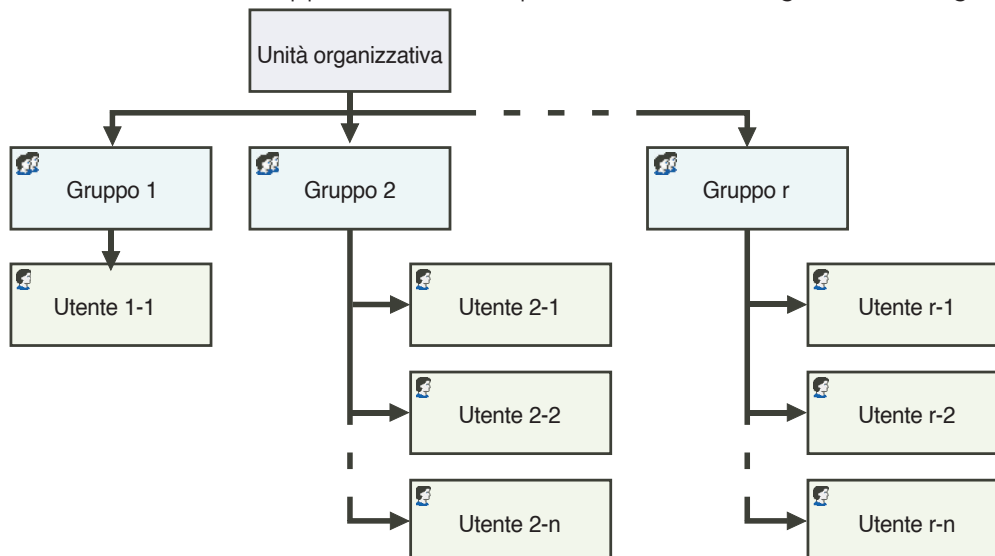 Unità organizzativa
Gruppo 1
Gruppo 2
Gruppo r
Utente 1-1
Utente 2-1
Utente r-1
Utente 2-2
Utente r-2
Utente 2-n
Utente r-n